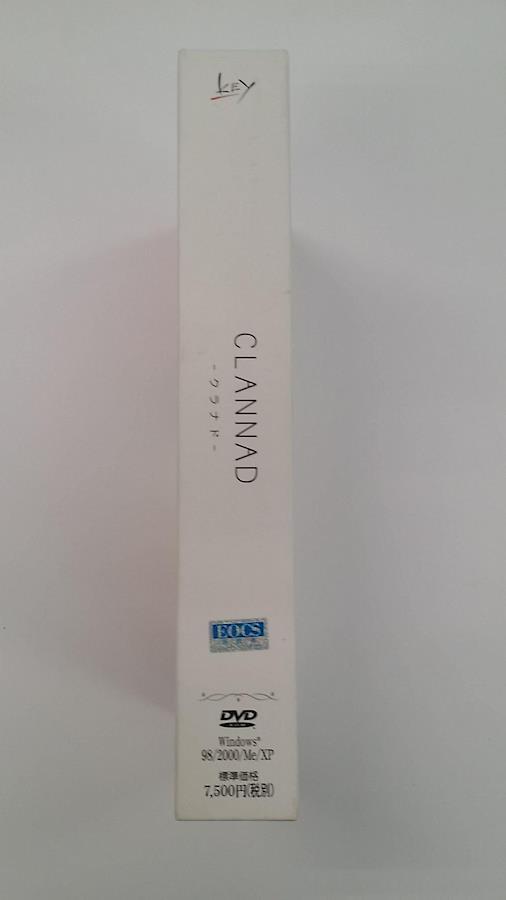 KEY
CLANNAD
-クラナド-
EOCS
DVD
Windows®
98/2000/Me/XP
標準価格
7,500円(税別)